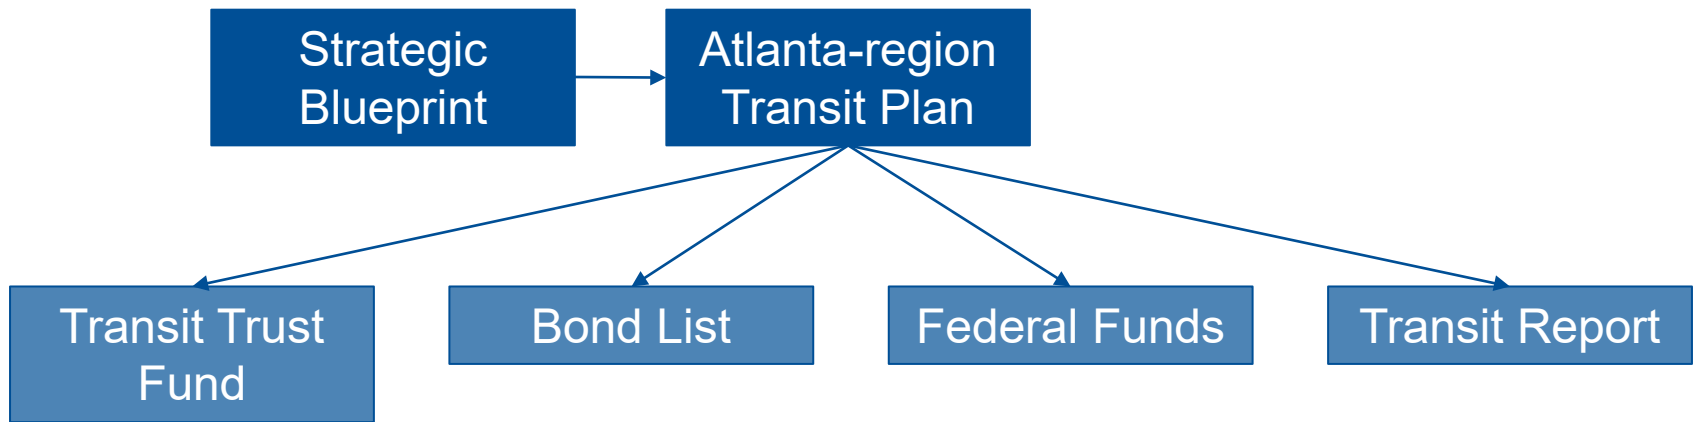 Strategic
Blueprint
Atlanta-region
Transit Plan
Transit Trust
Fund
Bond List
Federal Funds
Transit Report